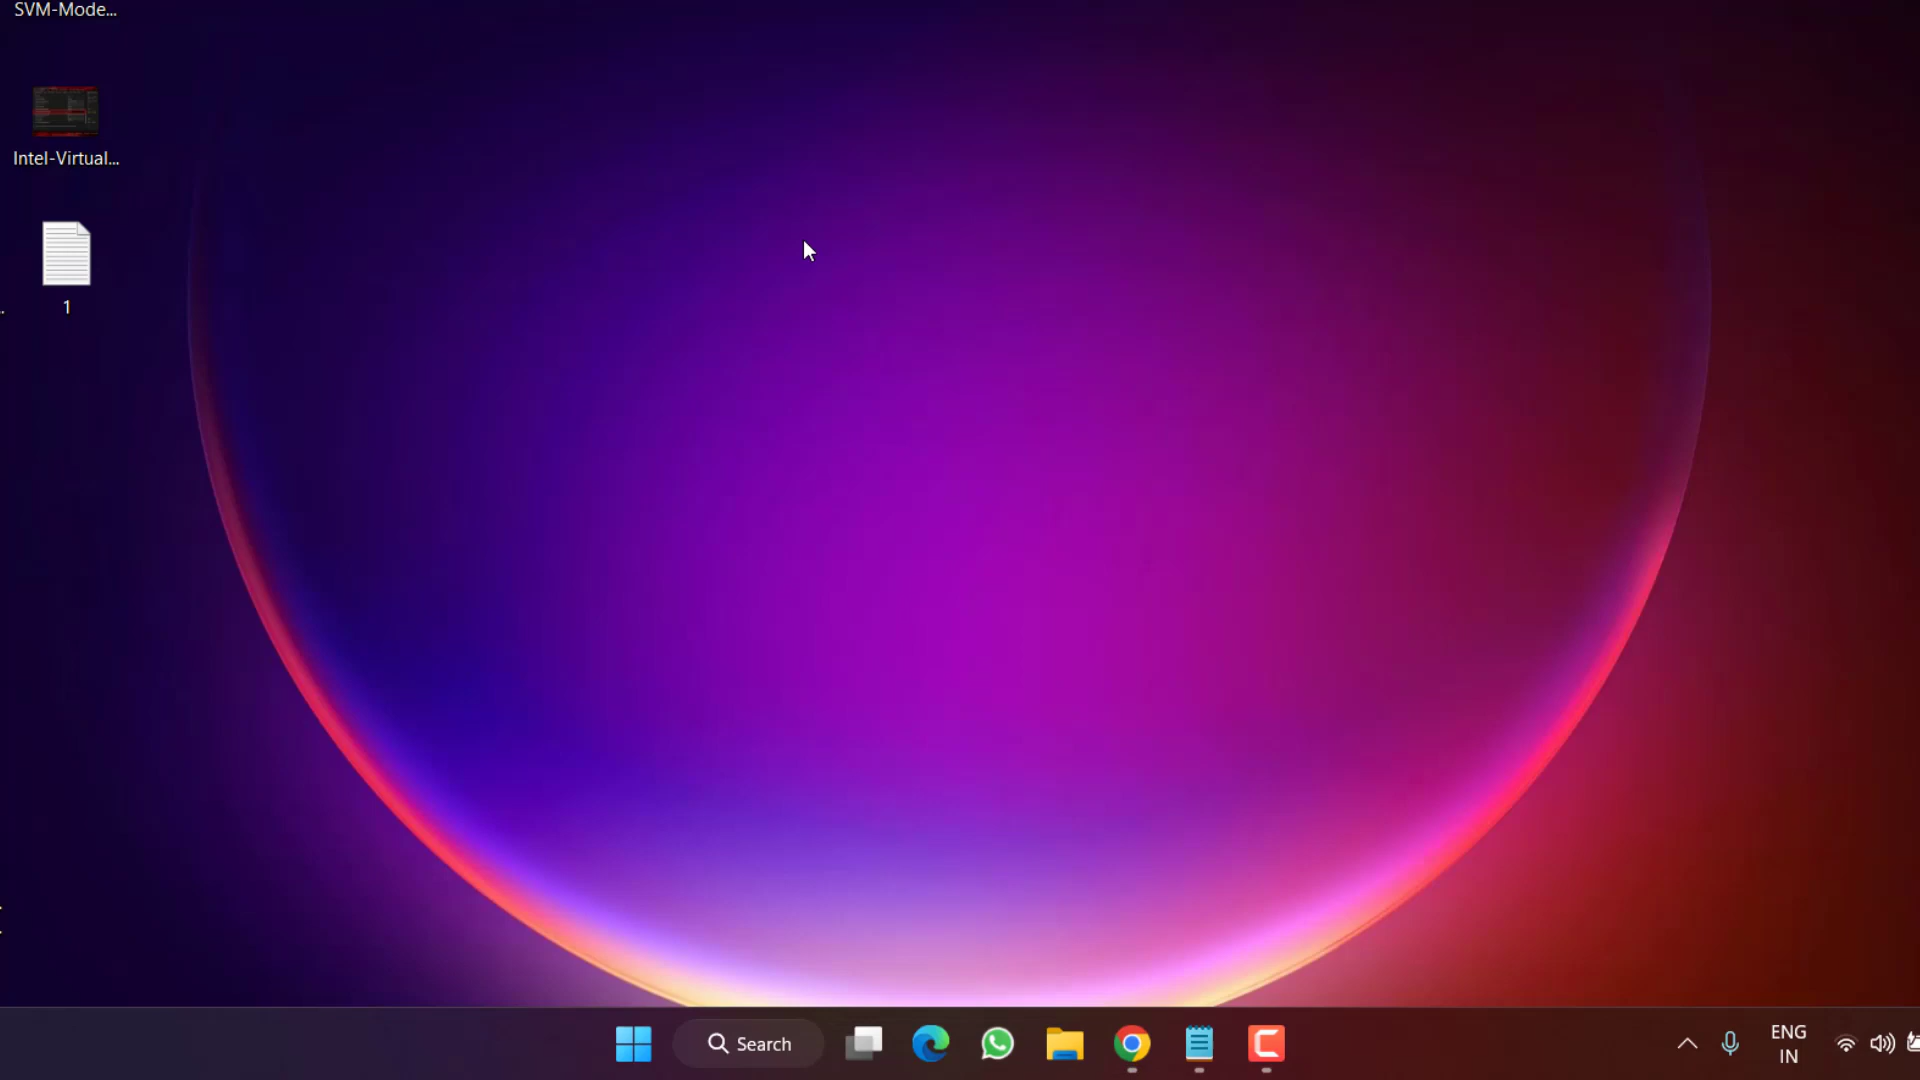 SVM-Mode...
Intel-Virtual...
1
Search
ENG
IN